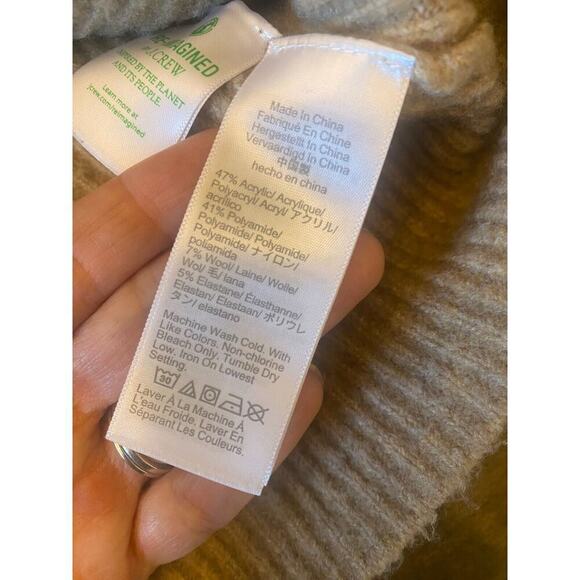 IMAGINED
J.CREW
BY THE PLANET
AND ITS PEOPLE.
Learn more at
jcrew.com/reimagined
Made In China
Fabriqué En Chine
Hergestellt In China
Vervaardigd In China
中国製
hecho en china
47% Acrylic/ Acrylique/
Polyacryl/ Acryl/ アクリル/
acrílico
41% Polyamide/
Polyamide/ Polyamide/
Polyamide/ ナイロン/
poliamida
7% Wool/ Laine/ Wolle/
Wol/ 毛/ lana
5% Elastane/ Élasthanne/
Elastan/ Elastaan/ ポリウレ
タン/ elastano
Machine Wash Cold. With
Like Colors. Non-chlorine
Bleach Only. Tumble Dry
Low. Iron On Lowest
Setting.
30
Laver À La Machine À
L'eau Froide. Laver En
Séparant Les Couleurs.